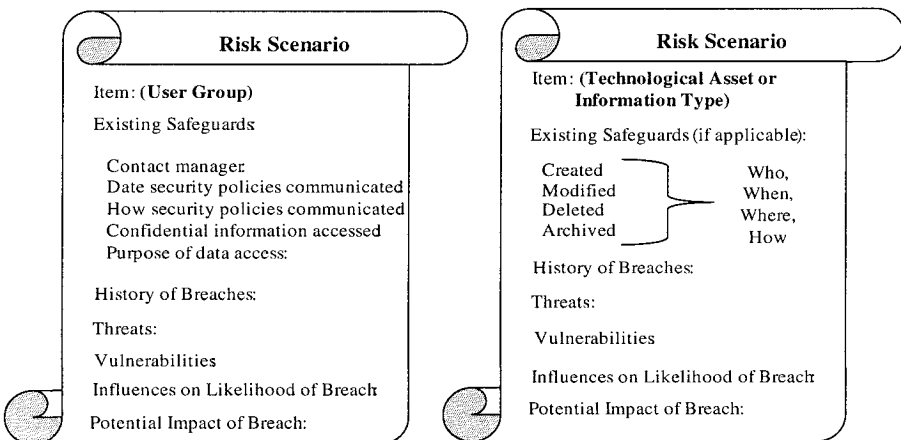 Risk Scenario
Item: (User Group)
Existing Safeguards:
Contact manager:
Date security policies communicated
How security policies communicated
Confidential information accessed
Purpose of data access:
History of Breaches:
Threats:
Vulnerabilities
Influences on Likelihood of Breach:
Potential Impact of Breach:
Risk Scenario
Item: (Technological Asset or
Information Type)
Existing Safeguards (if applicable):
Created
Modified
Deleted
Archived
Who,
When,
Where,
How
History of Breaches:
Threats:
Vulnerabilities
Influences on Likelihood of Breach:
Potential Impact of Breach: